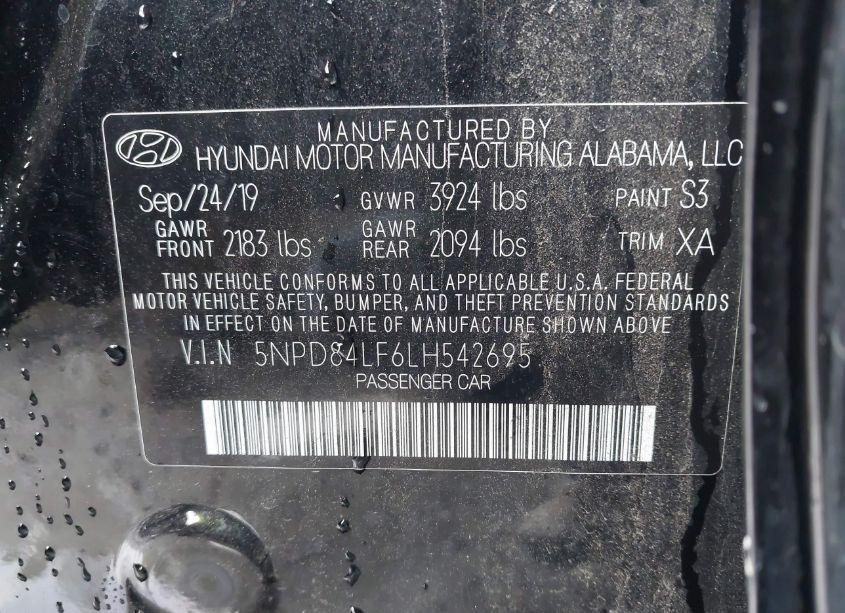 MANUFACTURED BY
HYUNDAI MOTOR MANUFACTURING ALABAMA, LLC
Sep/24/19 GVWR 3924 lbs PAINT S3
GAWR FRONT 2183 lbs GAWR REAR 2094 lbs TRIM XA
THIS VEHICLE CONFORMS TO ALL APPLICABLE U.S.A. FEDERAL
MOTOR VEHICLE SAFETY, BUMPER, AND THEFT PREVENTION STANDARDS
IN EFFECT ON THE DATE OF MANUFACTURE SHOWN ABOVE
V.I.N 5NPD84LF6LH542695
PASSENGER CAR